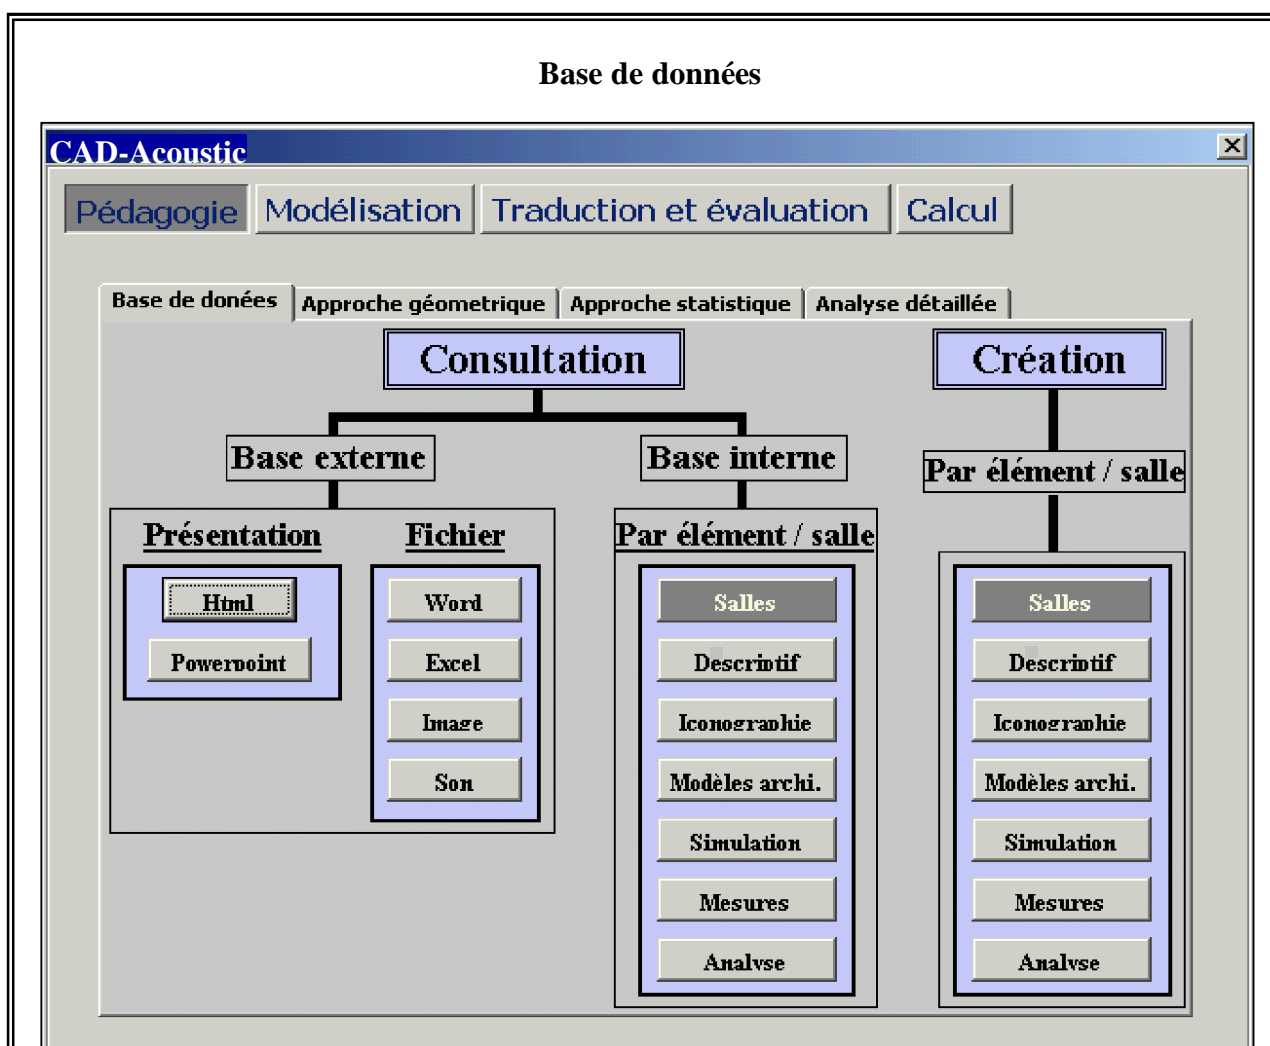 Base de données
CAD-Acoustic
Pédagogie Modélisation Traduction et évaluation Calcul
Base de donées Approche géometrique Approche statistique Analyse détaillée
Consultation Création
Base externe Base interne Par élément / salle
Présentation Fichier Par élément / salle
Html Word Salles Salles
Powerpoint Excel Descriptif Descriptif
Image Iconographie Iconographie
Son Modèles archi. Modèles archi.
Simulation Simulation
Mesures Mesures
Analyse Analyse